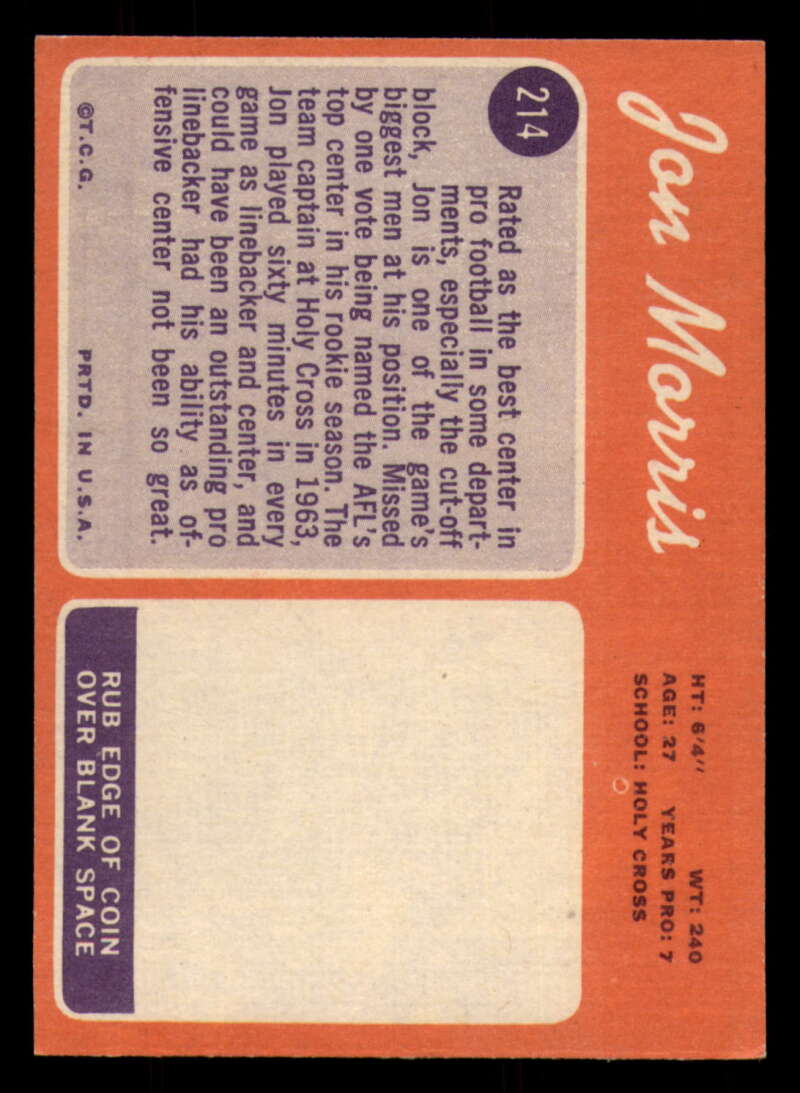 Jon Morris
HT: 6'4" WT: 240
AGE: 27 YEARS PRO: 7
SCHOOL: HOLY CROSS
214
Rated as the best center in
pro football in some depart-
ments, especially the cut-off
block, Jon is one of the game's
biggest men at his position. Missed
by one vote being named the AFL's
top center in his rookie season. The
team captain at Holy Cross in 1963,
Jon played sixty minutes in every
game as linebacker and center, and
could have been an outstanding pro
linebacker had his ability as of-
fensive center not been so great.
©T.C.G. PRTD. IN U.S.A.
RUB EDGE OF COIN
OVER BLANK SPACE